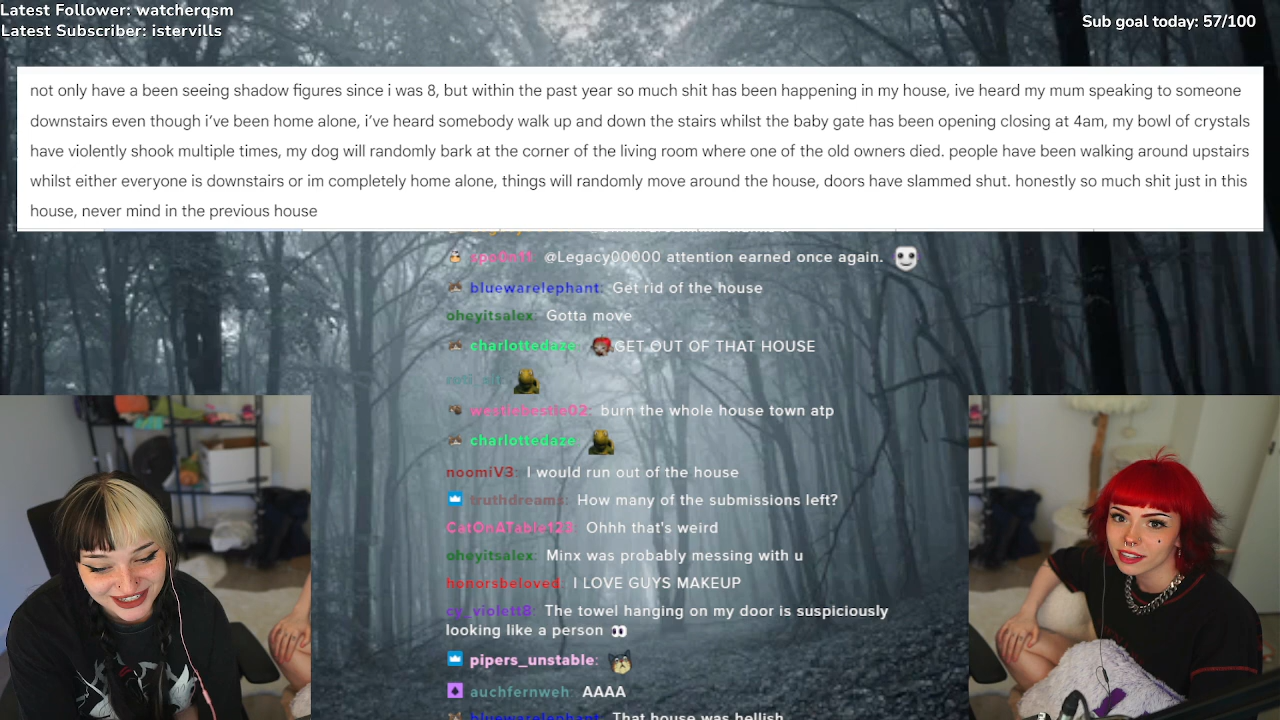 Latest Follower: watcherqsm
Latest Subscriber: istervills
Sub goal today: 57/100
not only have a been seeing shadow figures since i was 8, but within the past year so much shit has been happening in my house, ive heard my mum speaking to someone
downstairs even though i've been home alone, i've heard somebody walk up and down the stairs whilst the baby gate has been opening closing at 4am, my bowl of crystals
have violently shook multiple times, my dog will randomly bark at the corner of the living room where one of the old owners died. people have been walking around upstairs
whilst either everyone is downstairs or im completely home alone, things will randomly move around the house, doors have slammed shut. honestly so much shit just in this
house, never mind in the previous house
@Legacy00000 attention earned once again.
bluewarelephant: Get rid of the house
oheyitsalex: Gotta move
charlottedaze: GET OUT OF THAT HOUSE
westiebestie02: burn the whole house town atp
charlottedaze
noomiV3: I would run out of the house
truthdreams: How many of the submissions left?
CatOnATable123: Ohhh that's weird
oheyitsalex: Minx was probably messing with u
honorsbeloved: I LOVE GUYS MAKEUP
cy_violett8: The towel hanging on my door is suspiciously
looking like a person
pipers_unstable:
auchfernweh: AAAA
bluewarelephant: That house was hellish